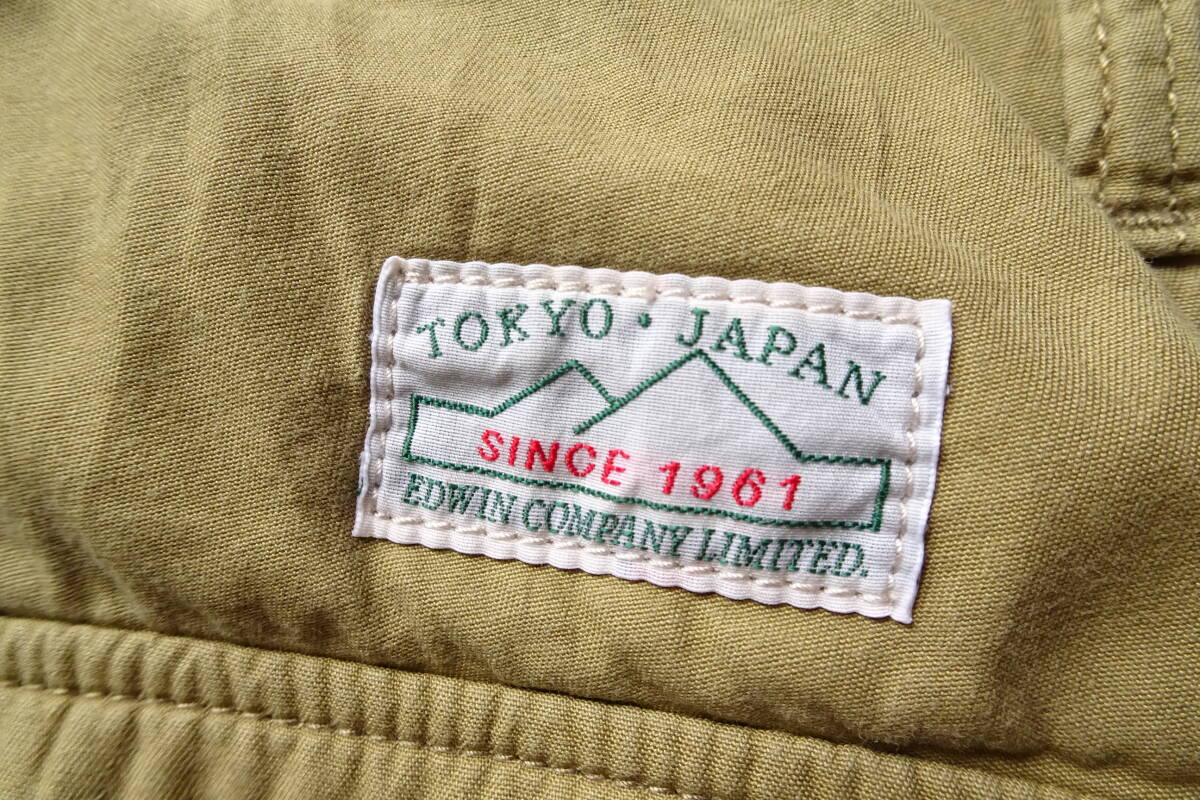 TOKYO・JAPAN
SINCE 1961
EDWIN COMPANY LIMITED.